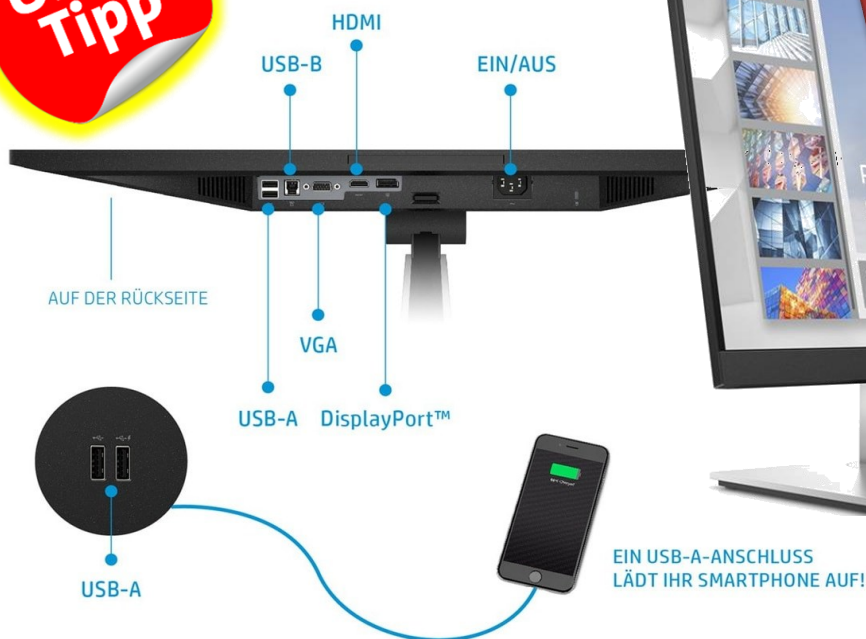 Tipp
HDMI
USB-B
EIN/AUS
AUF DER RÜCKSEITE
VGA
USB-A
DisplayPort™
USB-A
EIN USB-A-ANSCHLUSS
LÄDT IHR SMARTPHONE AUF!